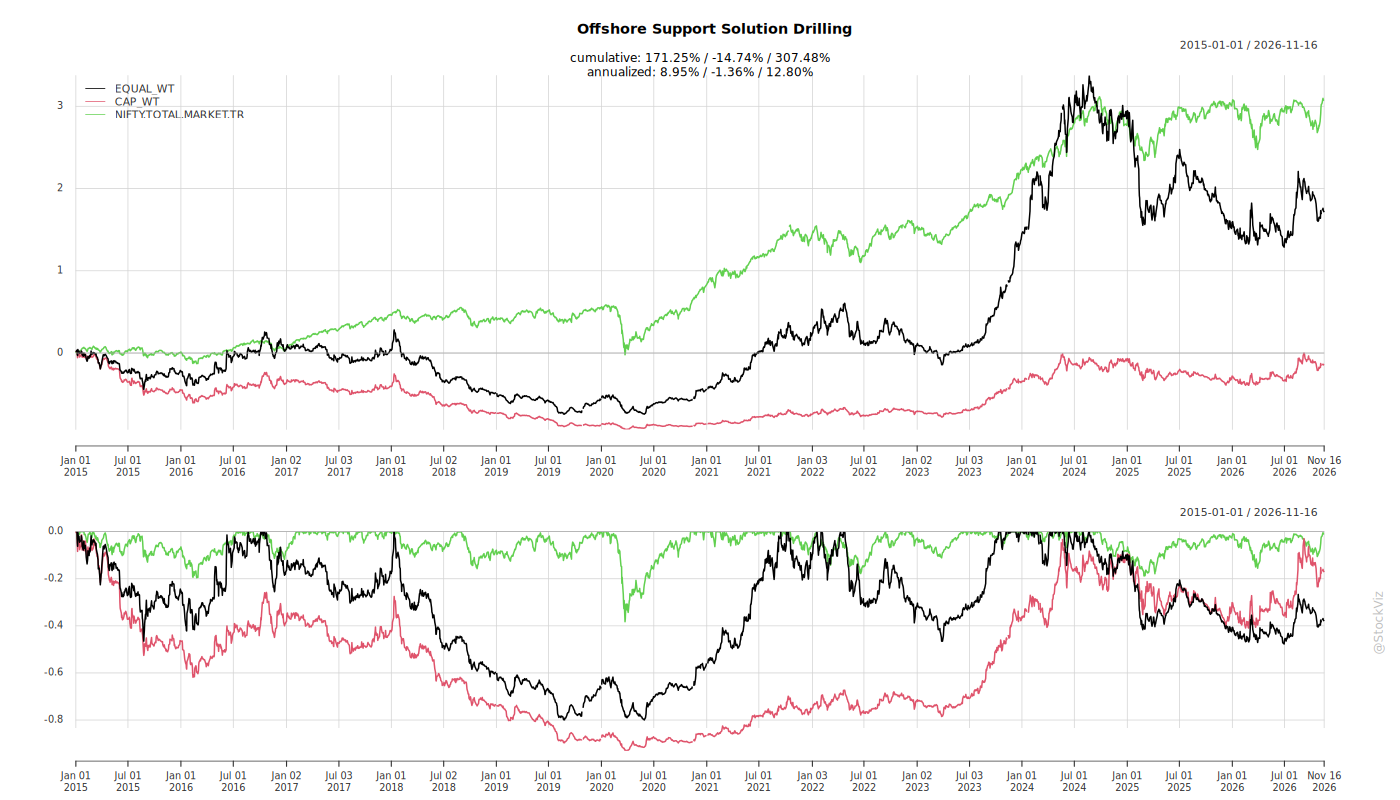 Offshore Support Solution Drilling
2015-01-01 / 2026-11-16
cumulative: 171.25% / -14.74% / 307.48%
annualized: 8.95% / -1.36% / 12.80%
EQUAL_WT
CAP_WT
NIFTY.TOTAL.MARKET.TR
3
2
1
0
Jan 01 Jul 01 Jan 01 Jul 01 Jan 02 Jul 03 Jan 01 Jul 02 Jan 01 Jul 01 Jan 01 Jul 01 Jan 01 Jul 01 Jan 03 Jul 01 Jan 02 Jul 03 Jan 01 Jul 01 Jan 01 Jul 01 Jan 01 Jul 01 Nov 16
2015 2015 2016 2016 2017 2017 2018 2018 2019 2019 2020 2020 2021 2021 2022 2022 2023 2023 2024 2024 2025 2025 2026 2026 2026
2015-01-01 / 2026-11-16
0.0
-0.2
-0.4
-0.6
-0.8
Jan 01 Jul 01 Jan 01 Jul 01 Jan 02 Jul 03 Jan 01 Jul 02 Jan 01 Jul 01 Jan 01 Jul 01 Jan 01 Jul 01 Jan 03 Jul 01 Jan 02 Jul 03 Jan 01 Jul 01 Jan 01 Jul 01 Jan 01 Jul 01 Nov 16
2015 2015 2016 2016 2017 2017 2018 2018 2019 2019 2020 2020 2021 2021 2022 2022 2023 2023 2024 2024 2025 2025 2026 2026 2026
@StockViz